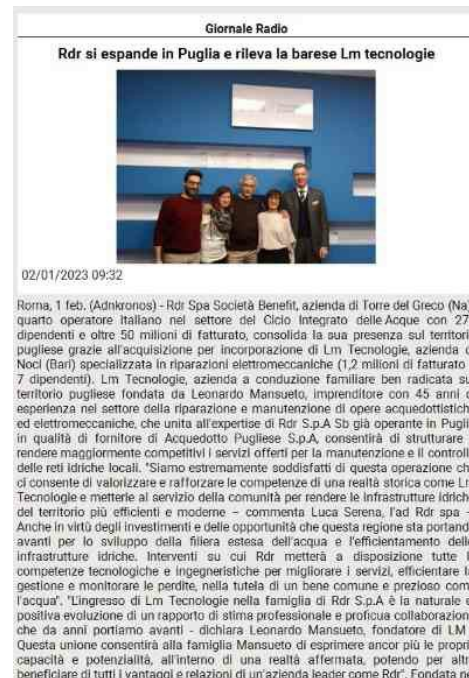 Giornale Radio
Rdr si espande in Puglia e rileva la barese Lm tecnologie
02/01/2023 09:32
Roma, 1 feb. (Adnkronos) - Rdr Spa Società Benefit, azienda di Torre del Greco (Na)
quarto operatore italiano nel settore del Ciclo Integrato delle Acque con 27
dipendenti e oltre 50 milioni di fatturato, consolida la sua presenza sul
pugliese grazie all'acquisizione per incorporazione di Lm Tecnologie, azienda
Noci (Bari) specializzata in riparazioni elettromeccaniche (1,2 milioni di fatturato
7 dipendenti). Lm Tecnologie, azienda a conduzione familiare ben radicata
territorio pugliese fondata da Leonardo Mansueto, imprenditore con 45 anni
esperienza nel settore della riparazione e manutenzione di opere
ed elettromeccaniche, che unita all'expertise di Rdr S.p.A Sb già operante in
in qualità di fornitore di Acquedotto Pugliese S.p.A, consentirà di strutturare
rendere maggiormente competitivi i servizi offerti per la manutenzione e il
delle reti idriche locali. "Siamo estremamente soddisfatti di questa operazione
ci consente di valorizzare e rafforzare le competenze di una realtà storica come
Tecnologie e metterle al servizio della comunità per rendere le infrastrutture
del territorio più efficienti e moderne – commenta Luca Serena, l'ad Rdr spa -
Anche in virtù degli investimenti e delle opportunità che questa regione sta
avanti per lo sviluppo della filiera estesa dell'acqua e l'efficientamento
infrastrutture idriche. Interventi su cui Rdr metterà a disposizione tutte
competenze tecnologiche e ingegneristiche per migliorare i servizi, efficientare
gestione e monitorare le perdite, nella tutela di un bene comune e prezioso
l'acqua". "L'ingresso di Lm Tecnologie nella famiglia di Rdr S.p.A è la naturale
positiva evoluzione di un rapporto di stima professionale e proficua
che da anni portiamo avanti - dichiara Leonardo Mansueto, fondatore di LM
Questa unione consentirà alla famiglia Mansueto di esprimere ancor più le
capacità e potenzialità, all'interno di una realtà affermata, potendo per
beneficiare di tutti i vantaggi e relazioni di un'azienda leader come Rdr". Fondata